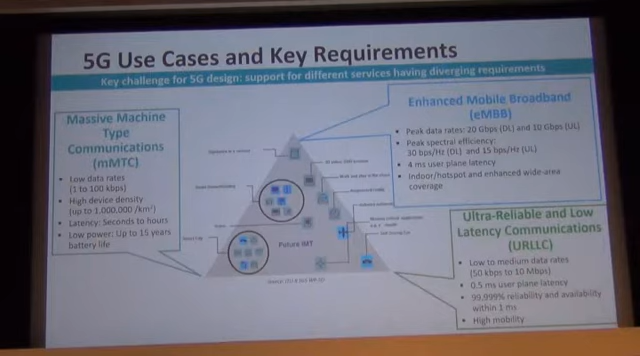 5G Use Cases and Key Requirements
Key challenge for 5G design: support for different services having diverging requirements
Massive Machine
Type
Communications
(mMTC)
• Low data rates
(1 to 100 kbps)
• High device density
(up to 1,000,000 /km²)
• Latency: Seconds to hours
• Low power: Up to 15 years
battery life
Enhanced Mobile Broadband
(eMBB)
• Peak data rates: 20 Gbps (DL) and 10 Gbps (UL)
• Peak spectral efficiency:
30 bps/Hz (DL) and 15 bps/Hz (UL)
• 4 ms user plane latency
• Indoor/hotspot and enhanced wide-area
coverage
Future IMT
Ultra-Reliable and Low
Latency Communications
(URLLC)
• Low to medium data rates
(50 kbps to 10 Mbps)
• 0.5 ms user plane latency
• 99.999% reliability and availability
within 1 ms
• High mobility